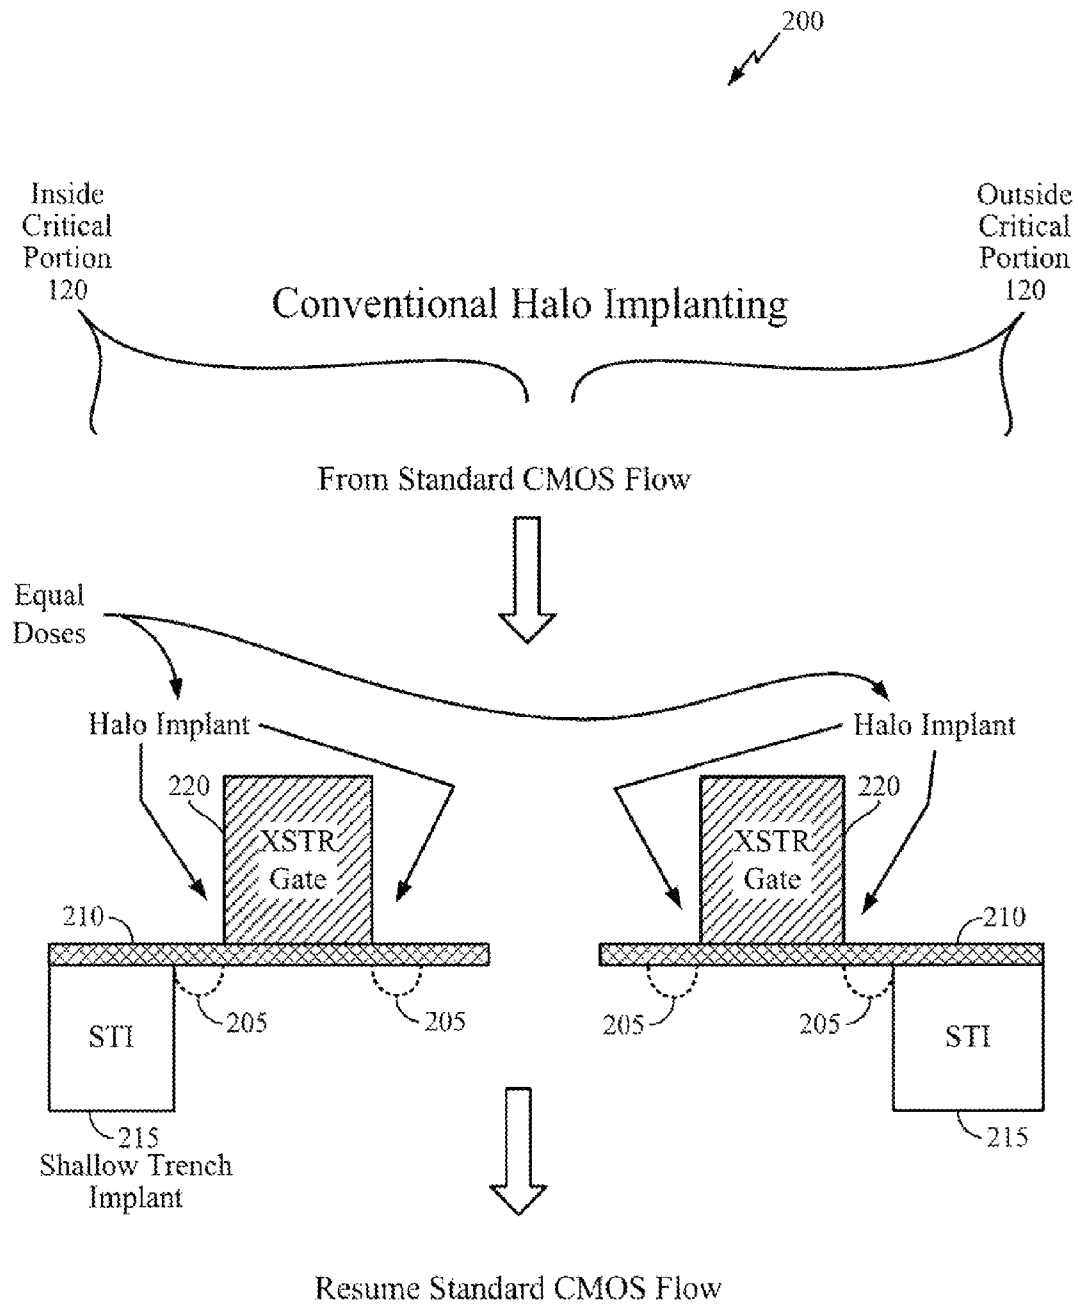 200
Inside
Critical
Portion
120
Outside
Critical
Portion
120
Conventional Halo Implanting
From Standard CMOS Flow
Equal
Doses
Halo Implant
Halo Implant
220
XSTR
Gate
XSTR
Gate
220
210
210
205
205
205
205
STI
STI
215
Shallow Trench
Implant
215
Resume Standard CMOS Flow